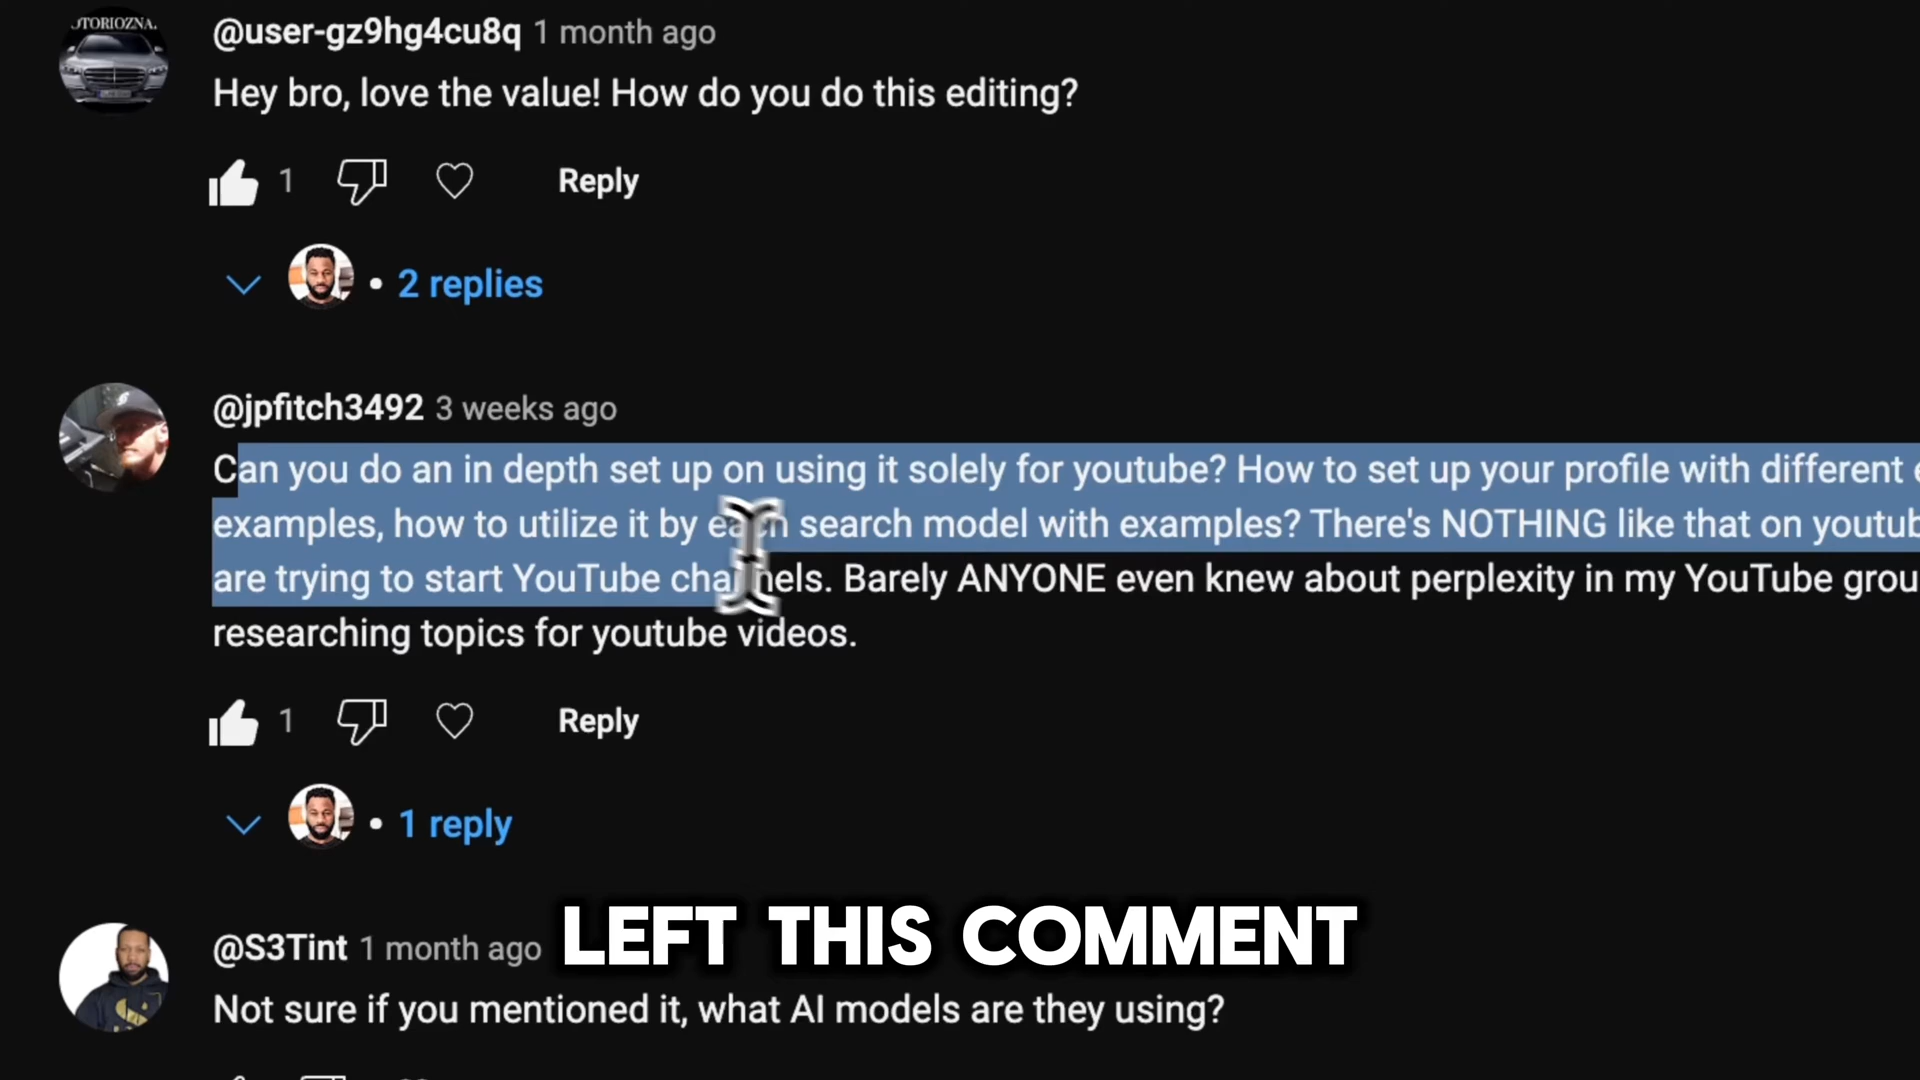 STORIOZNA.
@user-gz9hg4cu8q 1 month ago
Hey bro, love the value! How do you do this editing?
1
Reply
• 2 replies
@jpfitch3492 3 weeks ago
Can you do an in depth set up on using it solely for youtube? How to set up your profile with different
examples, how to utilize it by each search model with examples? There's NOTHING like that on youtub
are trying to start YouTube channels. Barely ANYONE even knew about perplexity in my YouTube grou
researching topics for youtube videos.
1
Reply
• 1 reply
@S3Tint 1 month ago
LEFT THIS COMMENT
Not sure if you mentioned it, what AI models are they using?